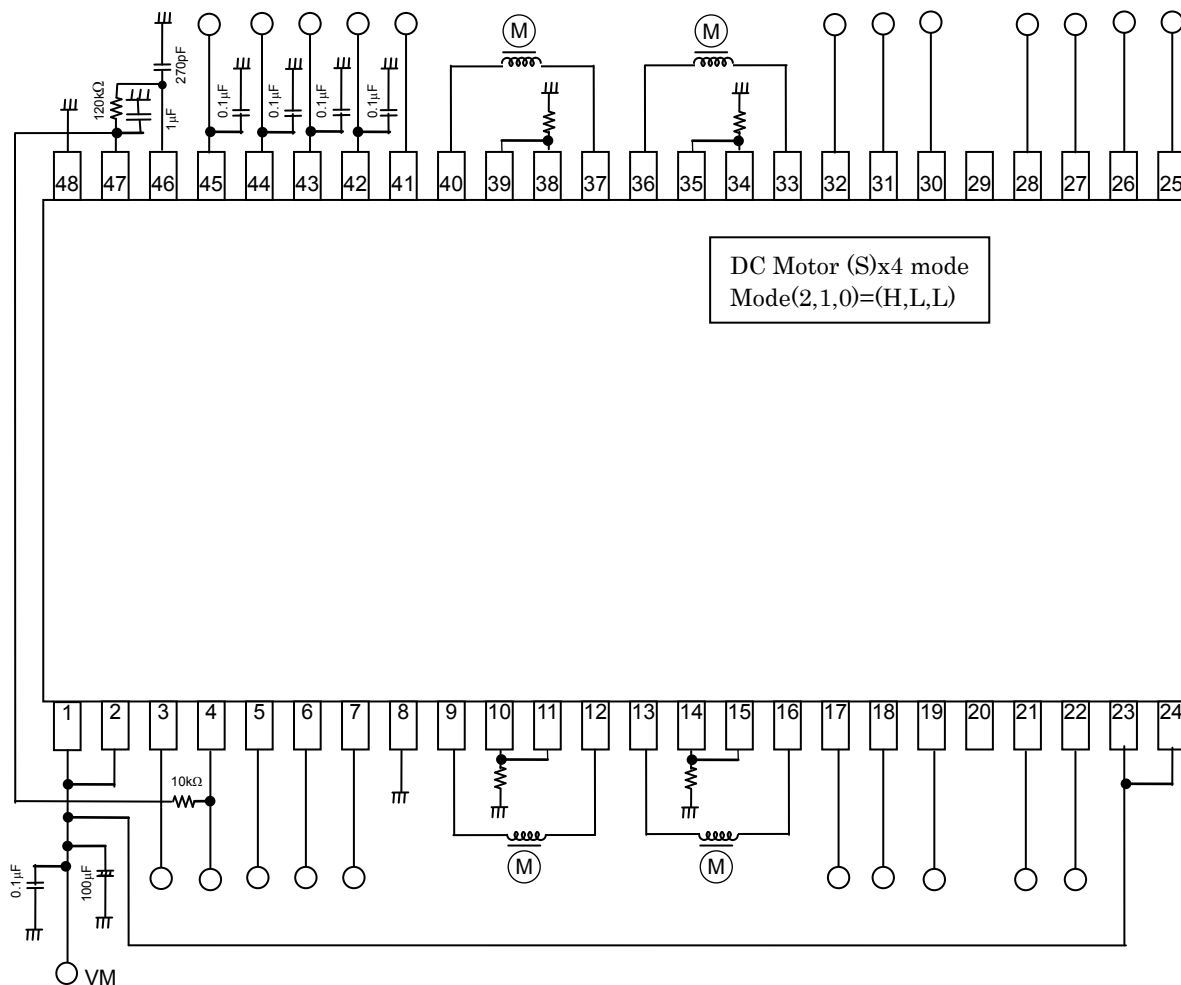 M M
270pF
120kΩ
1μF
0.1μF 0.1μF 0.1μF 0.1μF
48 47 46 45 44 43 42 41 40 39 38 37 36 35 34 33 32 31 30 29 28 27 26 25
DC Motor (S)x4 mode
Mode(2,1,0)=(H,L,L)
1 2 3 4 5 6 7 8 9 10 11 12 13 14 15 16 17 18 19 20 21 22 23 24
10kΩ
M M
0.1μF
100μF
VM